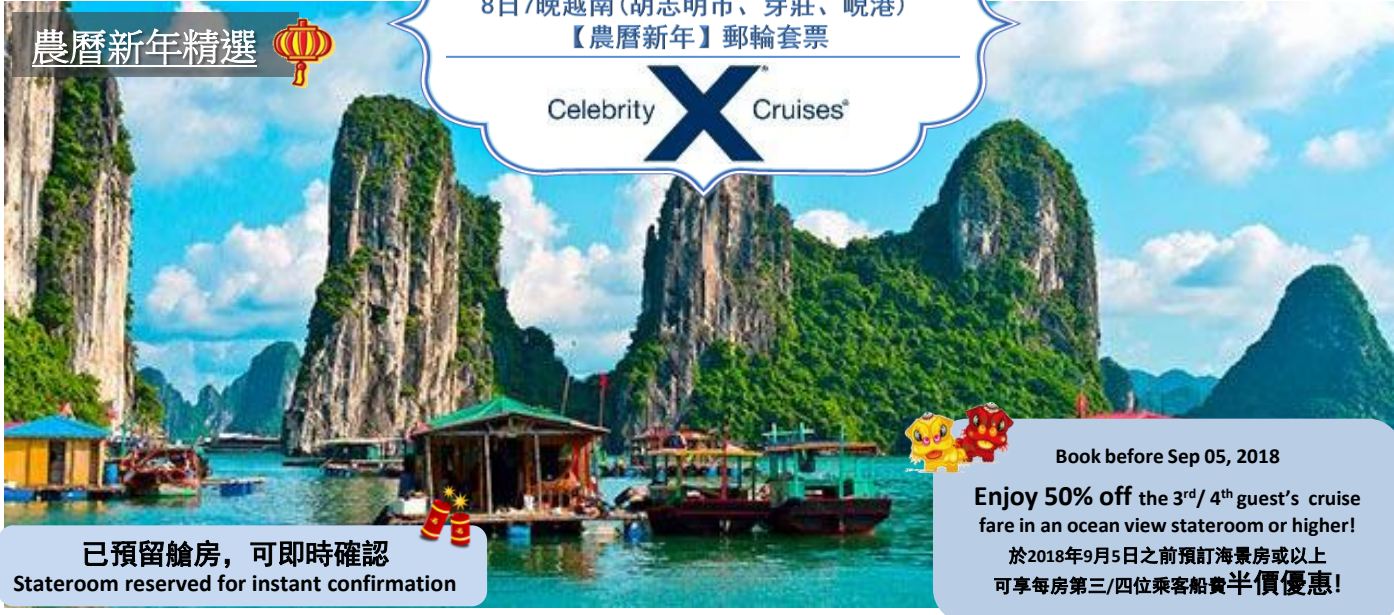 農曆新年精選
8日7晚越南(胡志明市、芽莊、峴港)
【農曆新年】郵輪套票
Celebrity X Cruises®
Book before Sep 05, 2018
Enjoy 50% off the 3rd/ 4th guest's cruise
fare in an ocean view stateroom or higher!
於2018年9月5日之前預訂海景房或以上
可享每房第三/四位乘客船費半價優惠!
已預留艙房，可即時確認
Stateroom reserved for instant confirmation